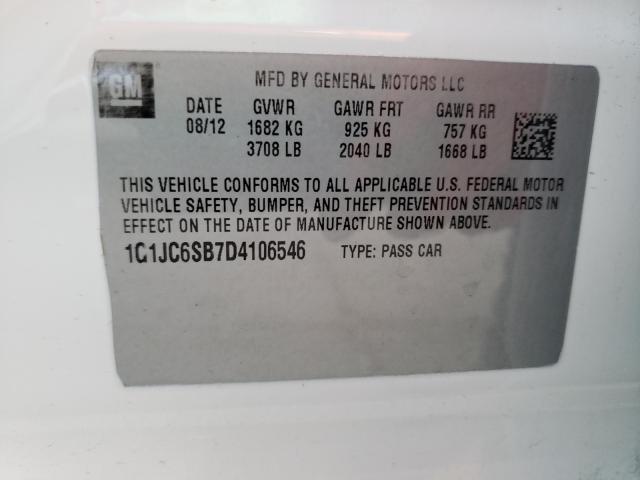 GM
MFD BY GENERAL MOTORS LLC
DATE GVWR GAWR FRT GAWR RR
08/12 1682 KG 925 KG 757 KG
3708 LB 2040 LB 1668 LB
THIS VEHICLE CONFORMS TO ALL APPLICABLE U.S. FEDERAL MOTOR
VEHICLE SAFETY, BUMPER, AND THEFT PREVENTION STANDARDS IN
EFFECT ON THE DATE OF MANUFACTURE SHOWN ABOVE.
1G1JC6SB7D4106546 TYPE: PASS CAR